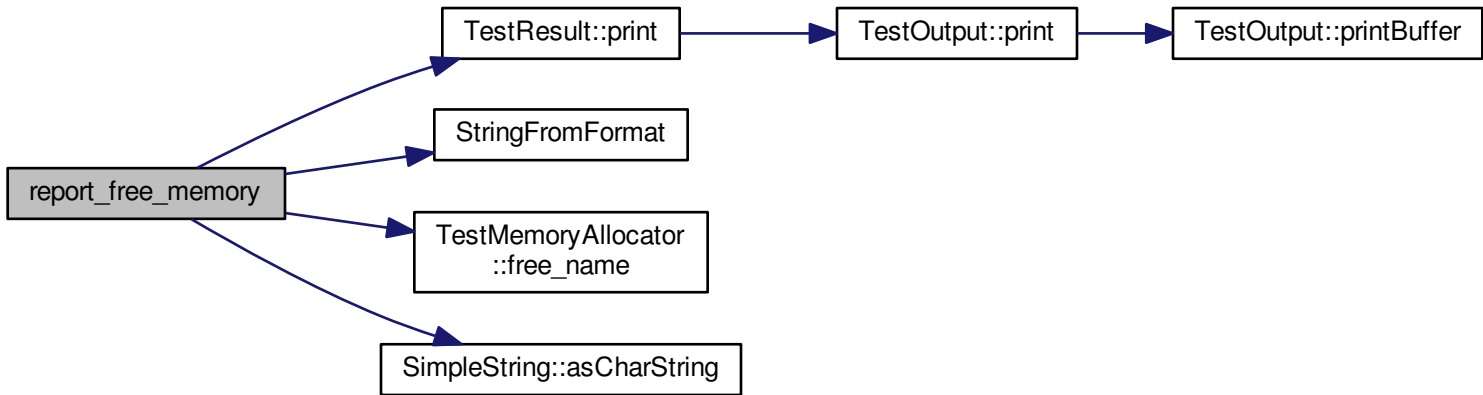 TestResult::print
TestOutput::print
TestOutput::printBuffer
StringFromFormat
report_free_memory
TestMemoryAllocator
::free_name
SimpleString::asCharString